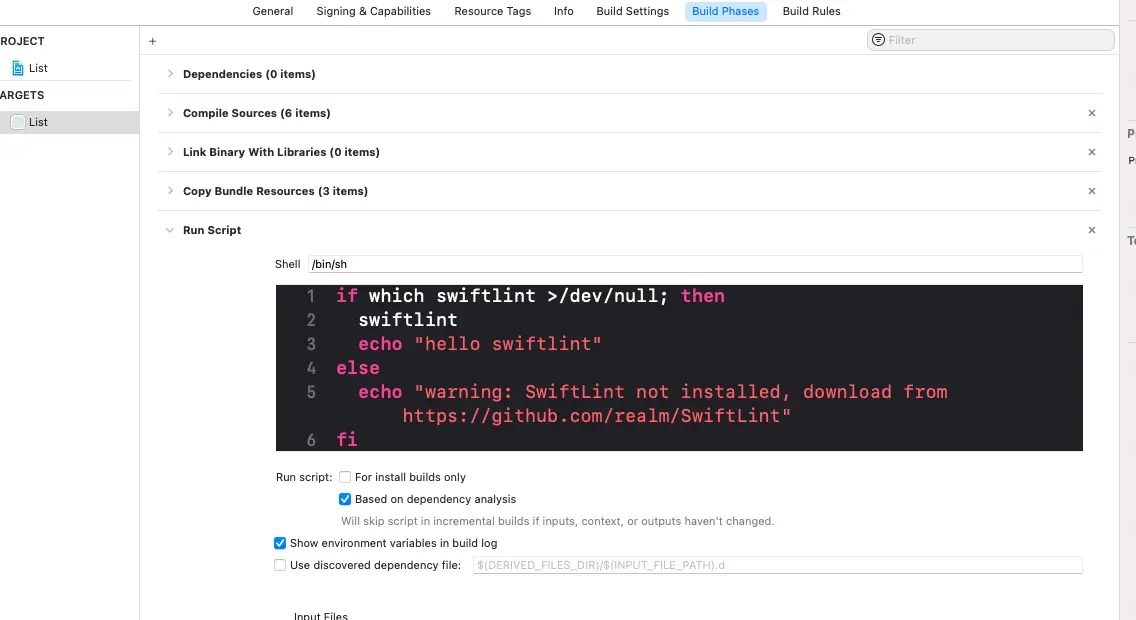 General Signing & Capabilities Resource Tags Info Build Settings Build Phases Build Rules
ROJECT
List
ARGETS
List
+
Filter
Dependencies (0 items)
Compile Sources (6 items)
Link Binary With Libraries (0 items)
Copy Bundle Resources (3 items)
Run Script
Shell /bin/sh
1 if which swiftlint >/dev/null; then
2 swiftlint
3 echo "hello swiftlint"
4 else
5 echo "warning: SwiftLint not installed, download from
https://github.com/realm/SwiftLint"
6 fi
Run script: For install builds only
Based on dependency analysis
Will skip script in incremental builds if inputs, context, or outputs haven't changed.
Show environment variables in build log
Use discovered dependency file: $(DERIVED_FILES_DIR)/$(INPUT_FILE_PATH).d
Input Files